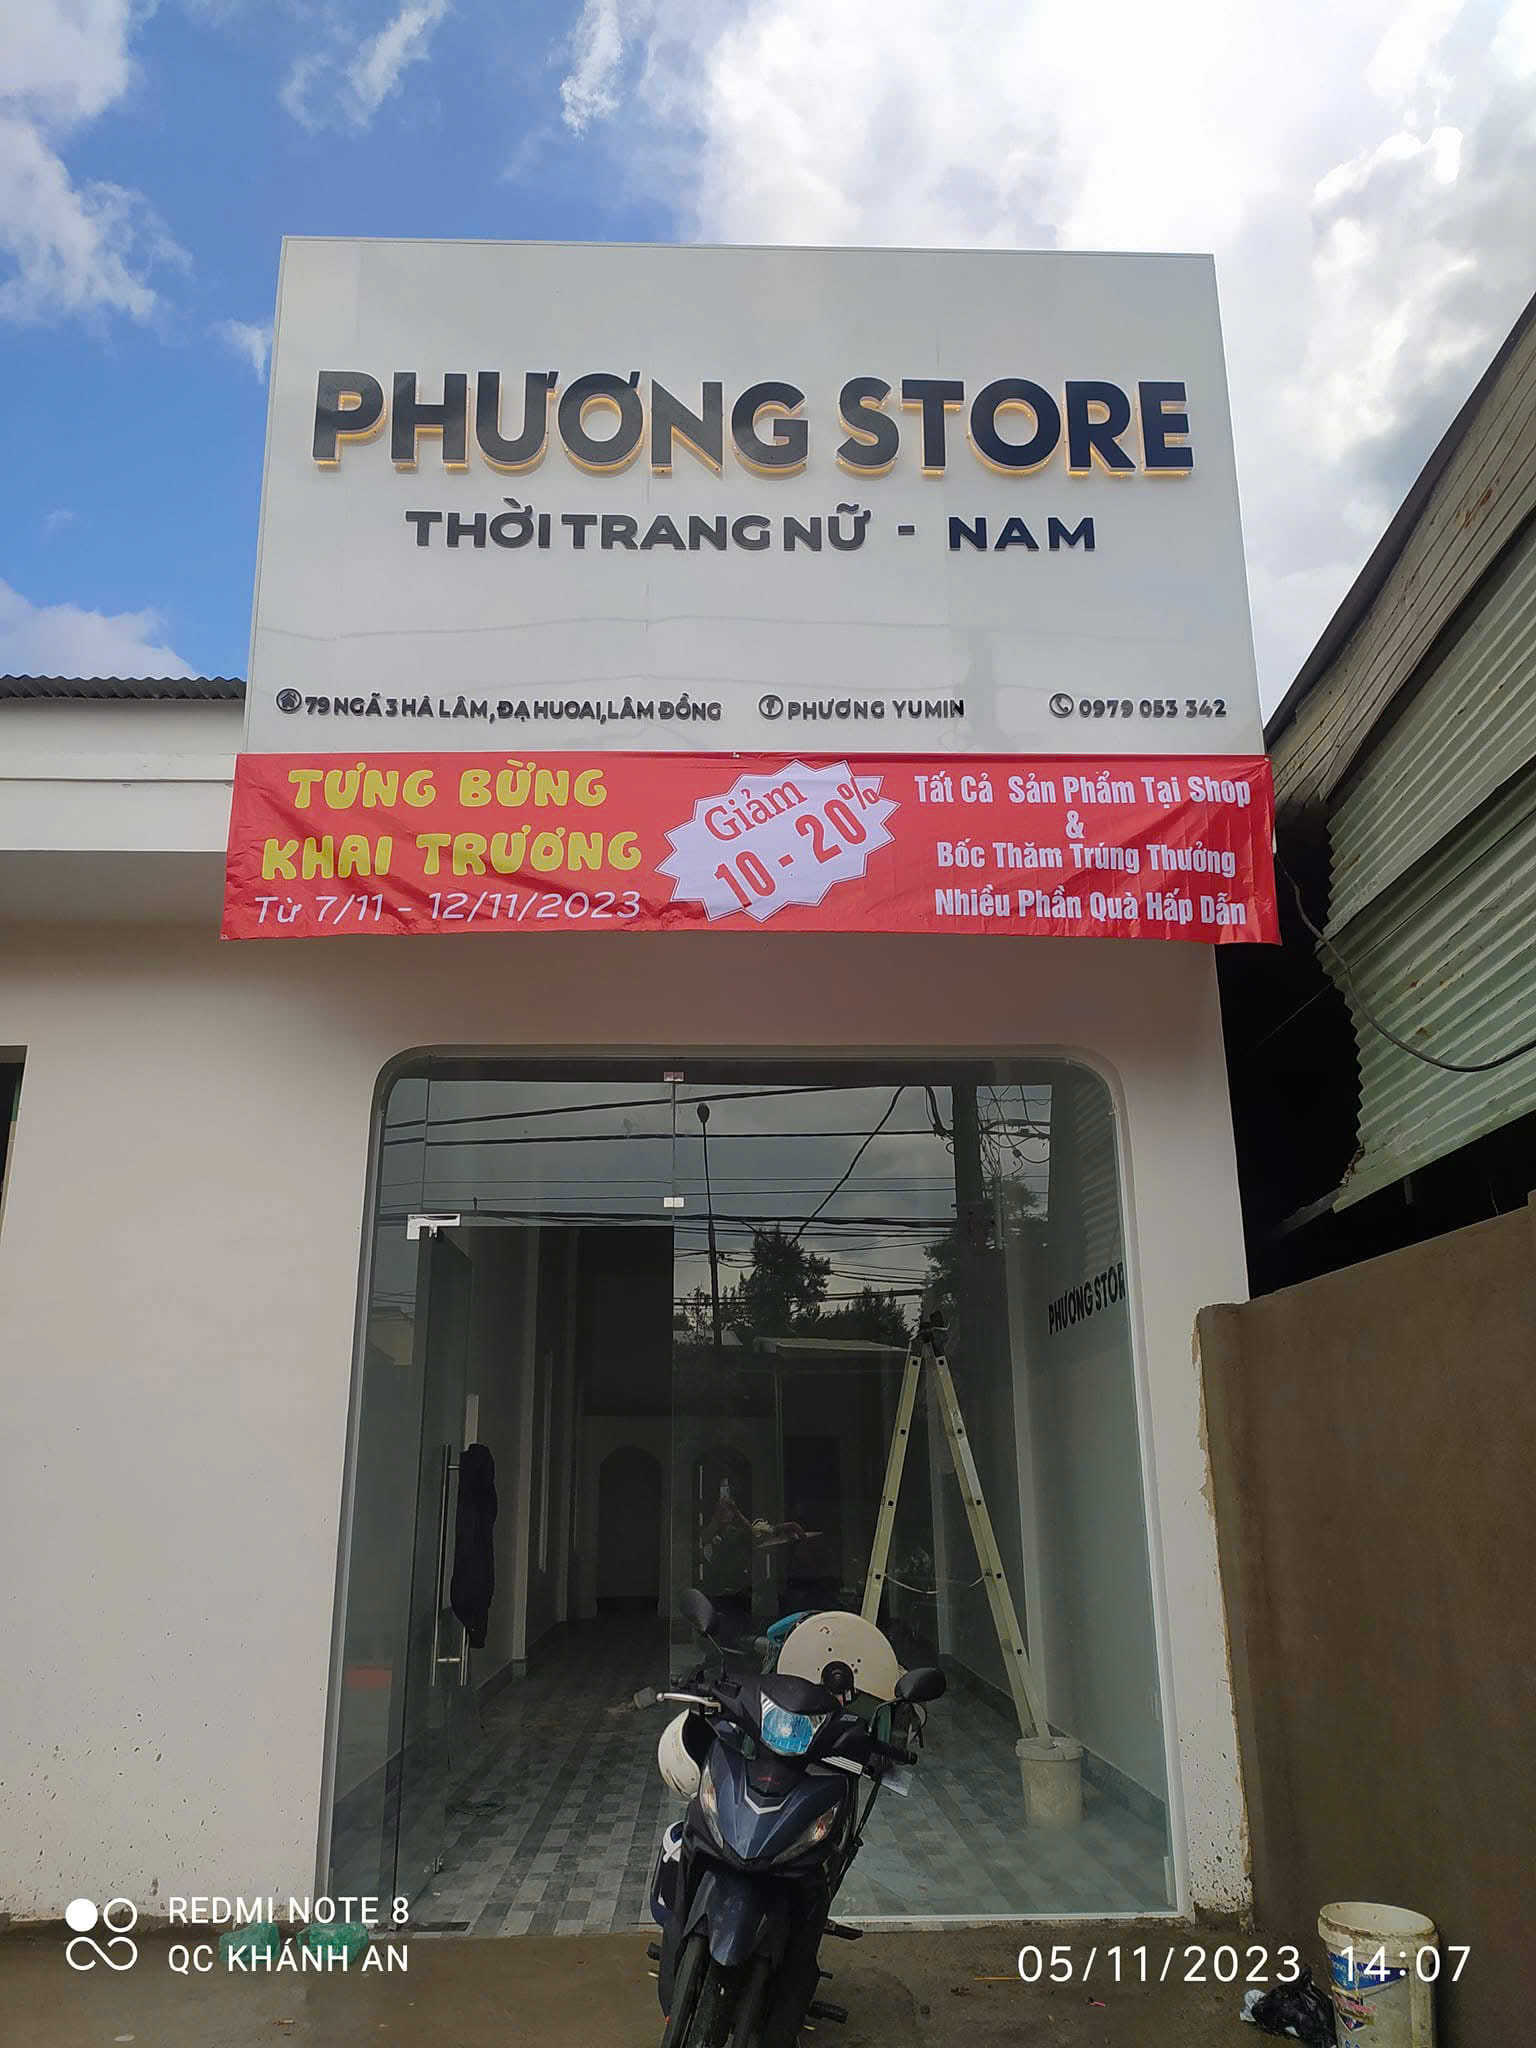 PHƯƠNG STORE
THỜI TRANG NỮ - NAM
79 NGÃ 3 HÀ LÂM, ĐẠ HUOAI, LÂM ĐỒNG
PHƯƠNG YUMIN
0979 053 342
TƯNG BỪNG
KHAI TRƯƠNG
Từ 7/11 - 12/11/2023
Giảm
10 - 20%
Tất Cả Sản Phẩm Tại Shop
&
Bốc Thăm Trúng Thưởng
Nhiều Phần Quà Hấp Dẫn
PHƯƠNG STOR
REDMI NOTE 8
QC KHÁNH AN
05/11/2023 14:07